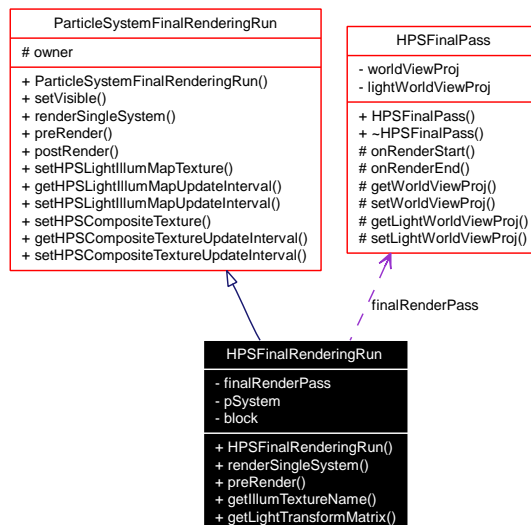 ParticleSystemFinalRenderingRun
# owner
+ ParticleSystemFinalRenderingRun()
+ setVisible()
+ renderSingleSystem()
+ preRender()
+ postRender()
+ setHPSLightIllumMapTexture()
+ getHPSLightIllumMapUpdateInterval()
+ setHPSLightIllumMapUpdateInterval()
+ setHPSCompositeTexture()
+ getHPSCompositeTextureUpdateInterval()
+ setHPSCompositeTextureUpdateInterval()
HPSFinalPass
- worldViewProj
- lightWorldViewProj
+ HPSFinalPass()
+ ~HPSFinalPass()
# onRenderStart()
# onRenderEnd()
# getWorldViewProj()
# setWorldViewProj()
# getLightWorldViewProj()
# setLightWorldViewProj()
finalRenderPass
HPSFinalRenderingRun
- finalRenderPass
- pSystem
- block
+ HPSFinalRenderingRun()
+ renderSingleSystem()
+ preRender()
+ getIllumTextureName()
+ getLightTransformMatrix()